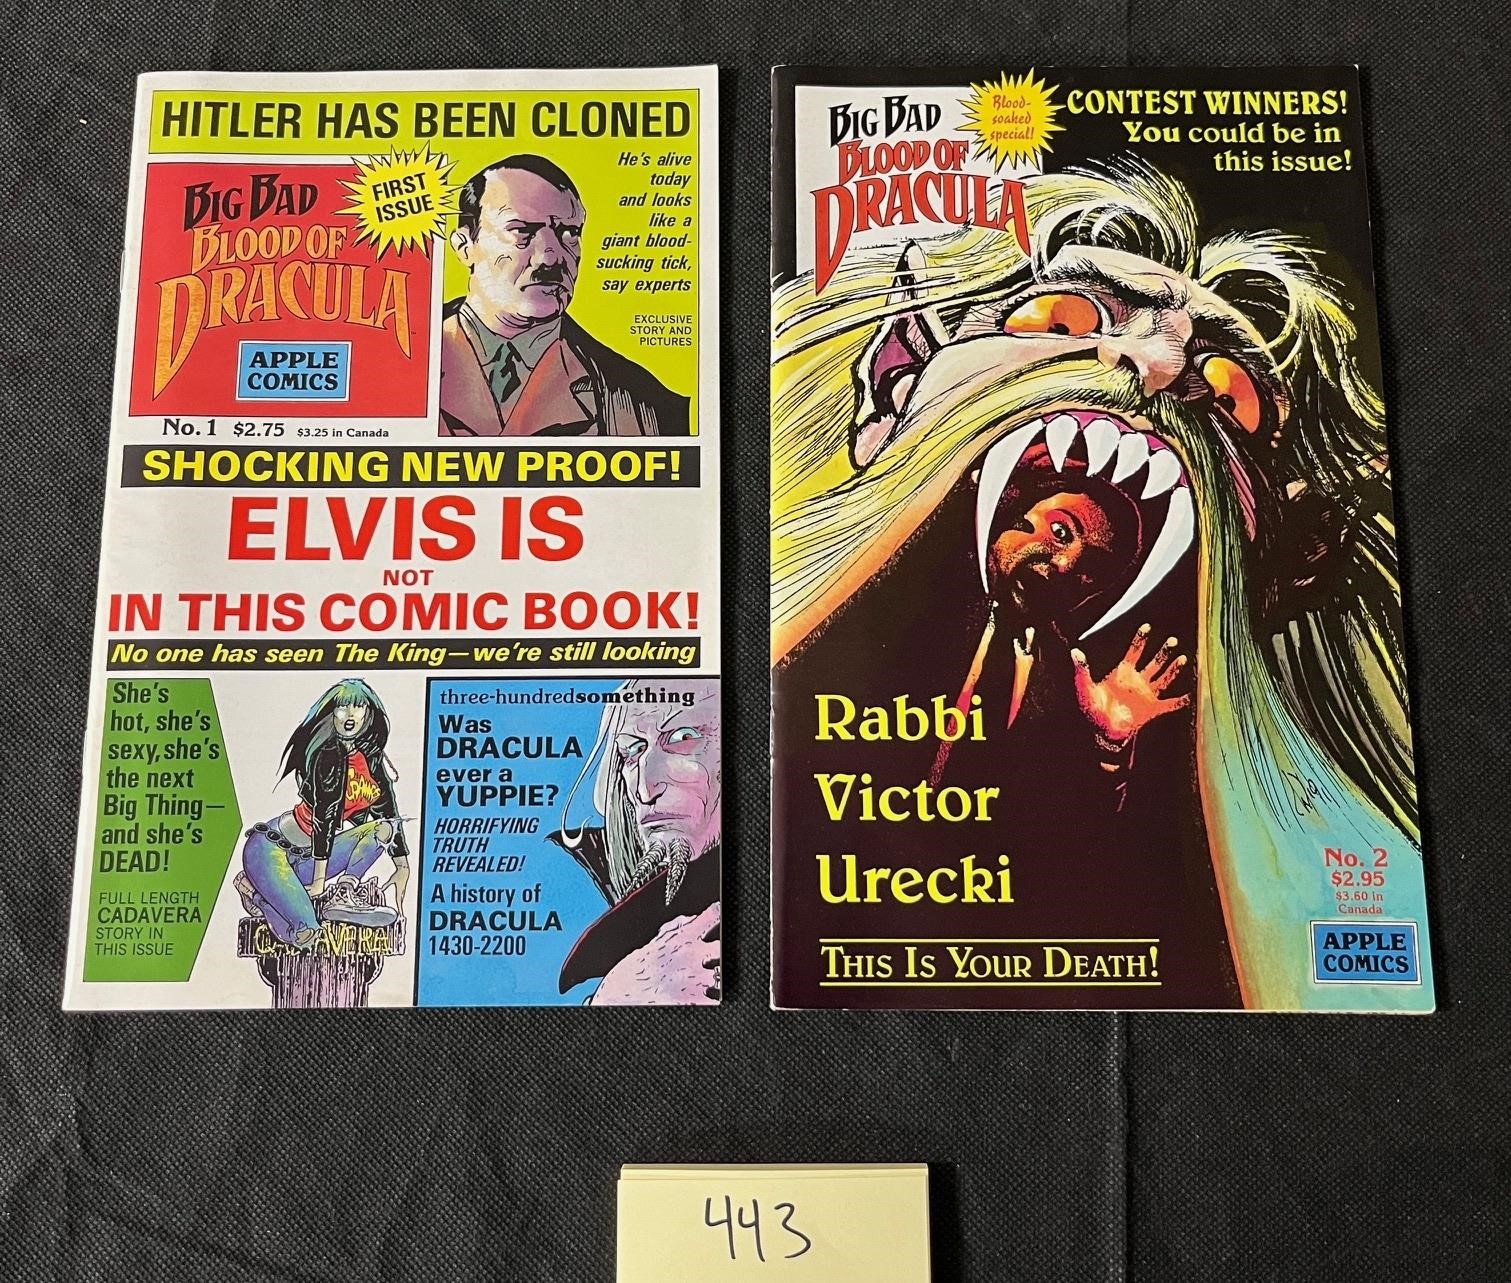 HITLER HAS BEEN CLONED
BIG BAD
BLOOD OF
DRACULA
FIRST
ISSUE
APPLE
COMICS
He's alive
today
and looks
like a
giant blood-
sucking tick,
say experts
EXCLUSIVE
STORY AND
PICTURES
No. 1 $2.75 $3.25 in Canada
SHOCKING NEW PROOF!
ELVIS IS
NOT
IN THIS COMIC BOOK!
No one has seen The King—we're still looking
She's
hot, she's
sexy, she's
the next
Big Thing—
and she's
DEAD!
FULL LENGTH
CADAVERA
STORY IN
THIS ISSUE
three-hundredsomething
Was
DRACULA
ever a
YUPPIE?
HORRIFYING
TRUTH
REVEALED!
A history of
DRACULA
1430-2200
BIG BAD
BLOOD OF
DRACULA
Blood-
soaked
special!
CONTEST WINNERS!
You could be in
this issue!
Rabbi
Victor
Urecki
THIS IS YOUR DEATH!
No. 2
$2.95
$3.60 in
Canada
APPLE
COMICS
443